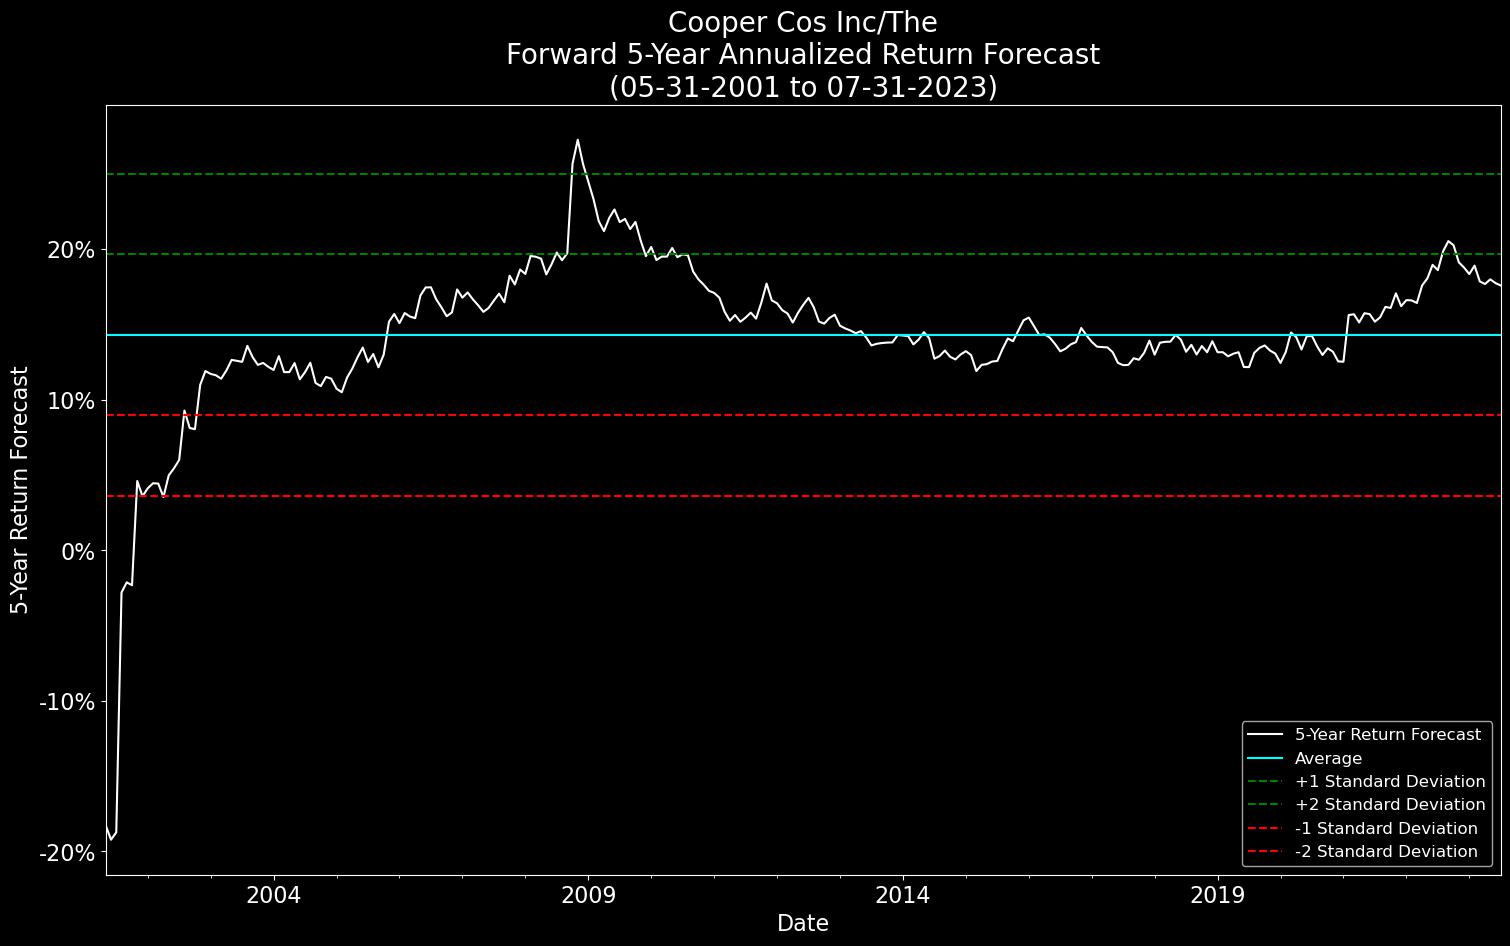 Cooper Cos Inc/The
Forward 5-Year Annualized Return Forecast
(05-31-2001 to 07-31-2023)
5-Year Return Forecast
20%
10%
0%
-10%
-20%
2004
2009
2014
2019
Date
5-Year Return Forecast
Average
+1 Standard Deviation
+2 Standard Deviation
-1 Standard Deviation
-2 Standard Deviation